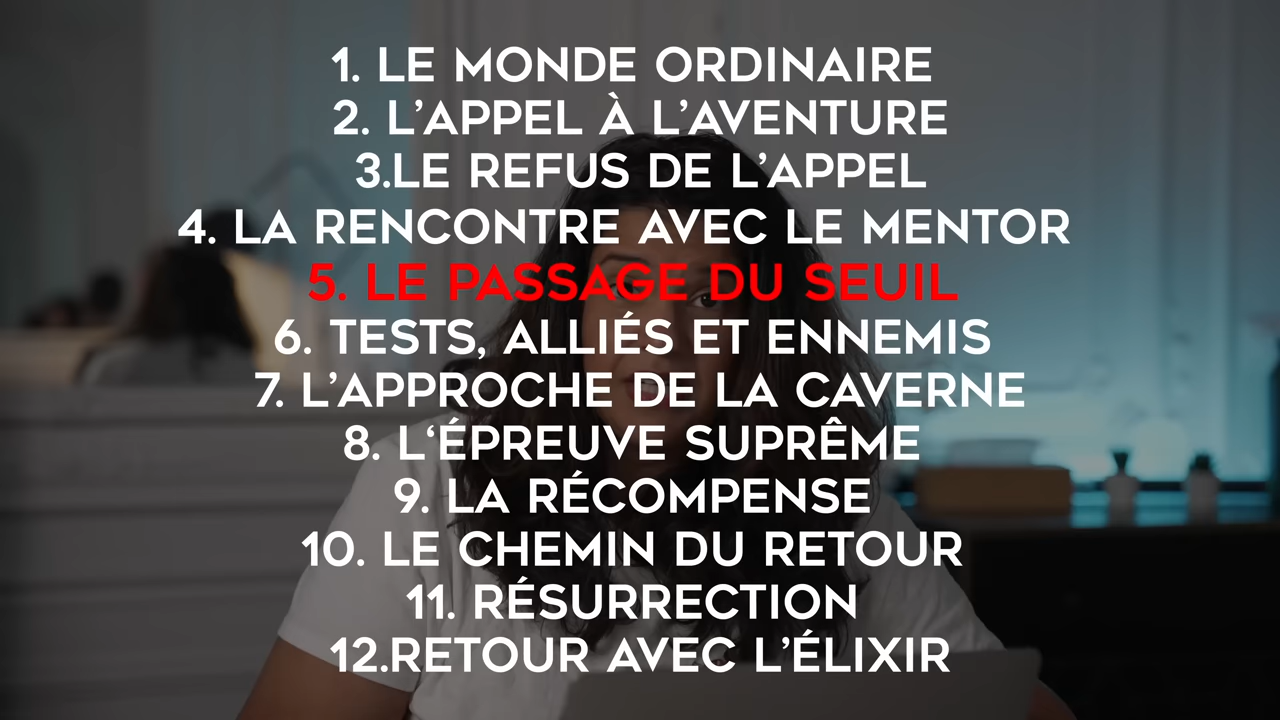 1. LE MONDE ORDINAIRE
2. L’APPEL À L’AVENTURE
3.LE REFUS DE L’APPEL
4. LA RENCONTRE AVEC LE MENTOR
5. LE PASSAGE DU SEUIL
6. TESTS, ALLIÉS ET ENNEMIS
7. L’APPROCHE DE LA CAVERNE
8. L‘ÉPREUVE SUPRÊME
9. LA RÉCOMPENSE
10. LE CHEMIN DU RETOUR
11. RÉSURRECTION
12.RETOUR AVEC L’ÉLIXIR